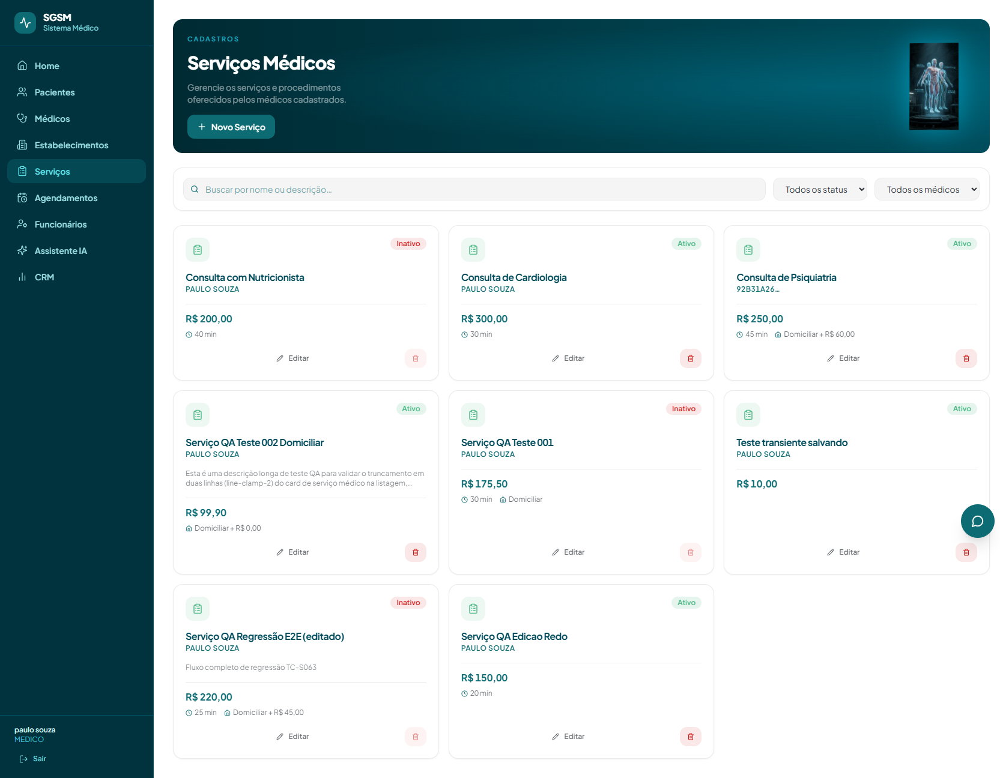 SGSM
Sistema Médico
Home
Pacientes
Médicos
Estabelecimentos
Serviços
Agendamentos
Funcionários
Assistente IA
CRM
paulo souza
MEDICO
Sair
CADASTROS
Serviços Médicos
Gerencie os serviços e procedimentos
oferecidos pelos médicos cadastrados.
Novo Serviço
Buscar por nome ou descrição...
Todos os status
Todos os médicos
Inativo
Consulta com Nutricionista
PAULO SOUZA
R$ 200,00
40 min
Editar
Ativo
Consulta de Cardiologia
PAULO SOUZA
R$ 300,00
30 min
Editar
Ativo
Consulta de Psiquiatria
92B31A26…
R$ 250,00
45 min Domiciliar + R$ 60,00
Editar
Ativo
Serviço QA Teste 002 Domiciliar
PAULO SOUZA
Esta é uma descrição longa de teste QA para validar o truncamento em
duas linhas (line-clamp-2) do card de serviço médico na listagem,…
R$ 99,90
Domiciliar + R$ 0,00
Editar
Inativo
Serviço QA Teste 001
PAULO SOUZA
R$ 175,50
30 min Domiciliar
Editar
Ativo
Teste transiente salvando
PAULO SOUZA
R$ 10,00
Editar
Inativo
Serviço QA Regressão E2E (editado)
PAULO SOUZA
Fluxo completo de regressão TC-S063
R$ 220,00
25 min Domiciliar + R$ 45,00
Editar
Ativo
Serviço QA Edicao Redo
PAULO SOUZA
R$ 150,00
20 min
Editar